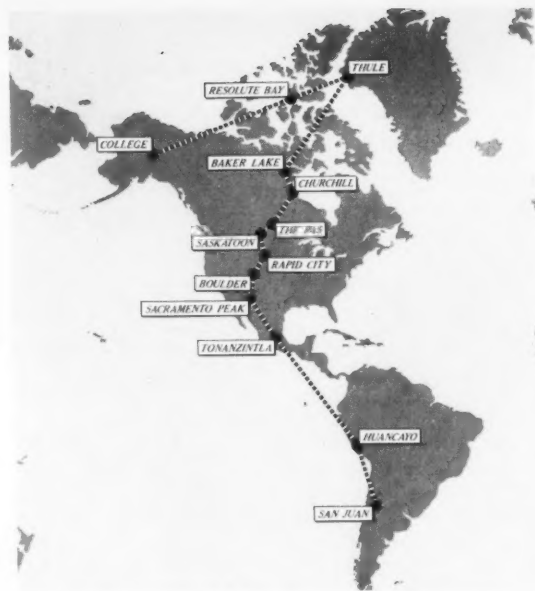 THULE
RESOLUTE BAY
COLLEGE
BAKER LAKE
CHURCHILL
THE PAS
SASKATOON
RAPID CITY
BOULDER
SACRAMENTO PEAK
TONANZINTLA
HUANCAYO
SAN JUAN